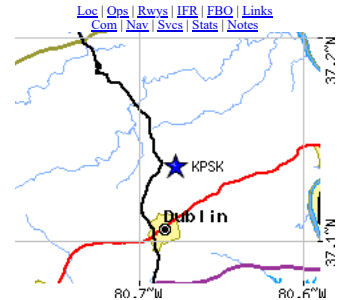 Loc | Ops | Rwys | IFR | FBO | Links
Com | Nav | Svcs | Stats | Notes
37.2°N
KPSK
Dublin
37.1°N
80.7°W
80.6°W